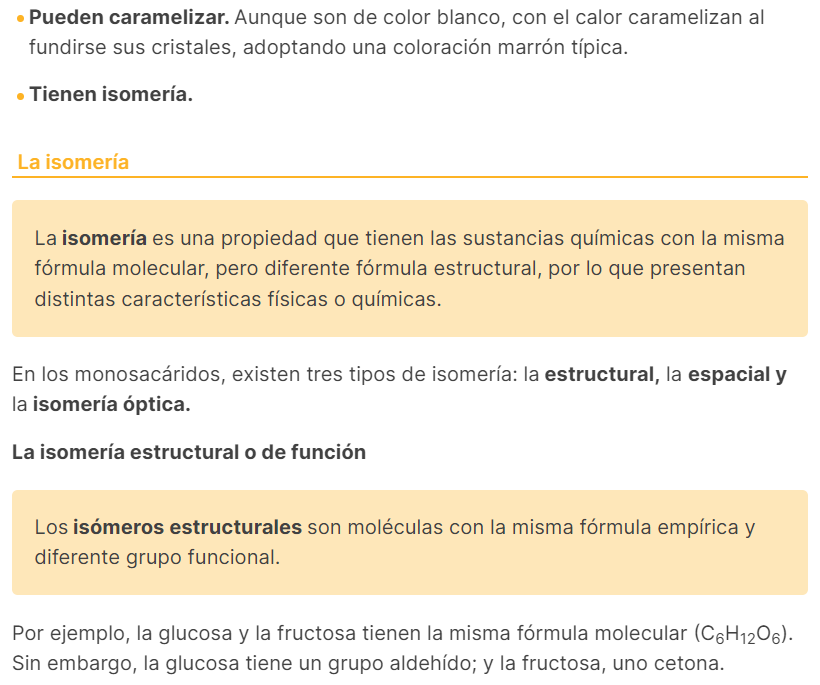 • Pueden caramelizar. Aunque son de color blanco, con el calor caramelizan al
fundirse sus cristales, adoptando una coloración marrón típica.
• Tienen isomería.
La isomería
La isomería es una propiedad que tienen las sustancias químicas con la misma
fórmula molecular, pero diferente fórmula estructural, por lo que presentan
distintas características físicas o químicas.
En los monosacáridos, existen tres tipos de isomería: la estructural, la espacial y
la isomería óptica.
La isomería estructural o de función
Los isómeros estructurales son moléculas con la misma fórmula empírica y
diferente grupo funcional.
Por ejemplo, la glucosa y la fructosa tienen la misma fórmula molecular (C₆H₁₂O₆).
Sin embargo, la glucosa tiene un grupo aldehído; y la fructosa, uno cetona.